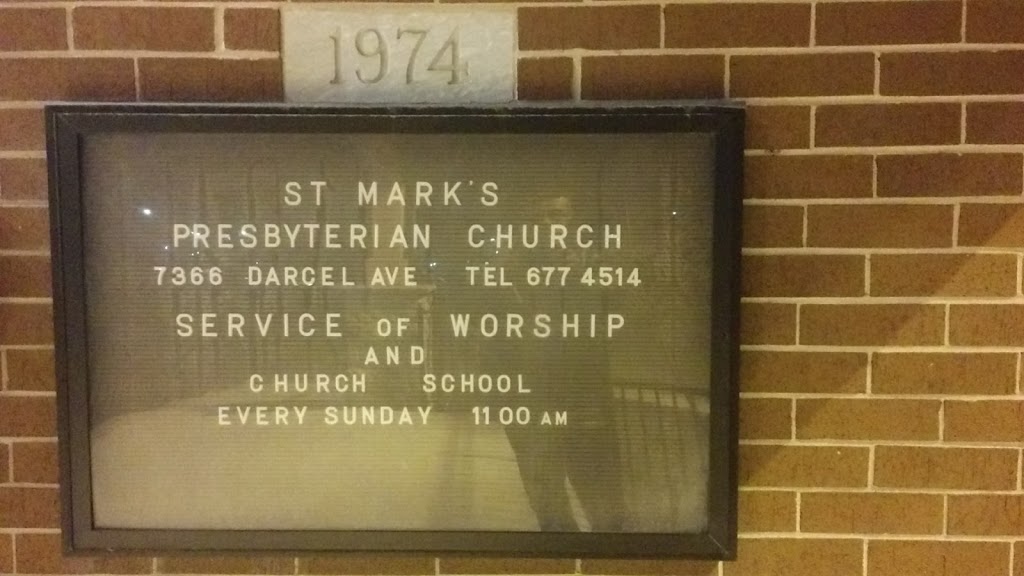 1974
ST MARK'S
PRESBYTERIAN CHURCH
7366 DARCEL AVE TEL 677 4514
SERVICE OF WORSHIP
AND
CHURCH SCHOOL
EVERY SUNDAY 11 00 AM